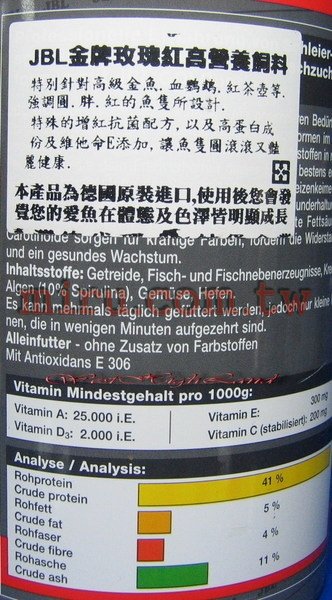 JBL金牌玫瑰紅高營養飼料
特別針對高級金魚.血鸚鵡.紅茶壺等.
強調圓.胖.紅的魚隻所設計.
特殊的增紅抗菌配方,以及高蛋白成
份及維他命E添加,讓魚隻圓滾滾又豔
麗健康.
本產品為德國原裝進口,使用後您會發
覺您的愛魚在體態及色澤皆明顯成長
Carotinoide sorgen für kräftige Farben, fördern die Widerst
und ein gesundes Wachstum.
Inhaltsstoffe: Getreide, Fisch- und Fischnebenerzeugnisse, Kre
Algen (10% Spirulina), Gemüse, Hefen.
Es kann mehrmals täglich gefüttert werden, jedoch nur kleine
nen, die in wenigen Minuten aufgezehrt sind.
Alleinfutter - ohne Zusatz von Farbstoffen
Mit Antioxidans E 306
Vitamin Mindestgehalt pro 1000g:
Vitamin A: 25.000 i.E.
Vitamin D3: 2.000 i.E.
Vitamin E: 300 mg
Vitamin C (stabilisiert): 200 mg
Analyse / Analysis:
Rohprotein
Crude protein 41 %
Rohfett
Crude fat 5 %
Rohfaser
Crude fibre 4 %
Rohasche
Crude ash 11 %